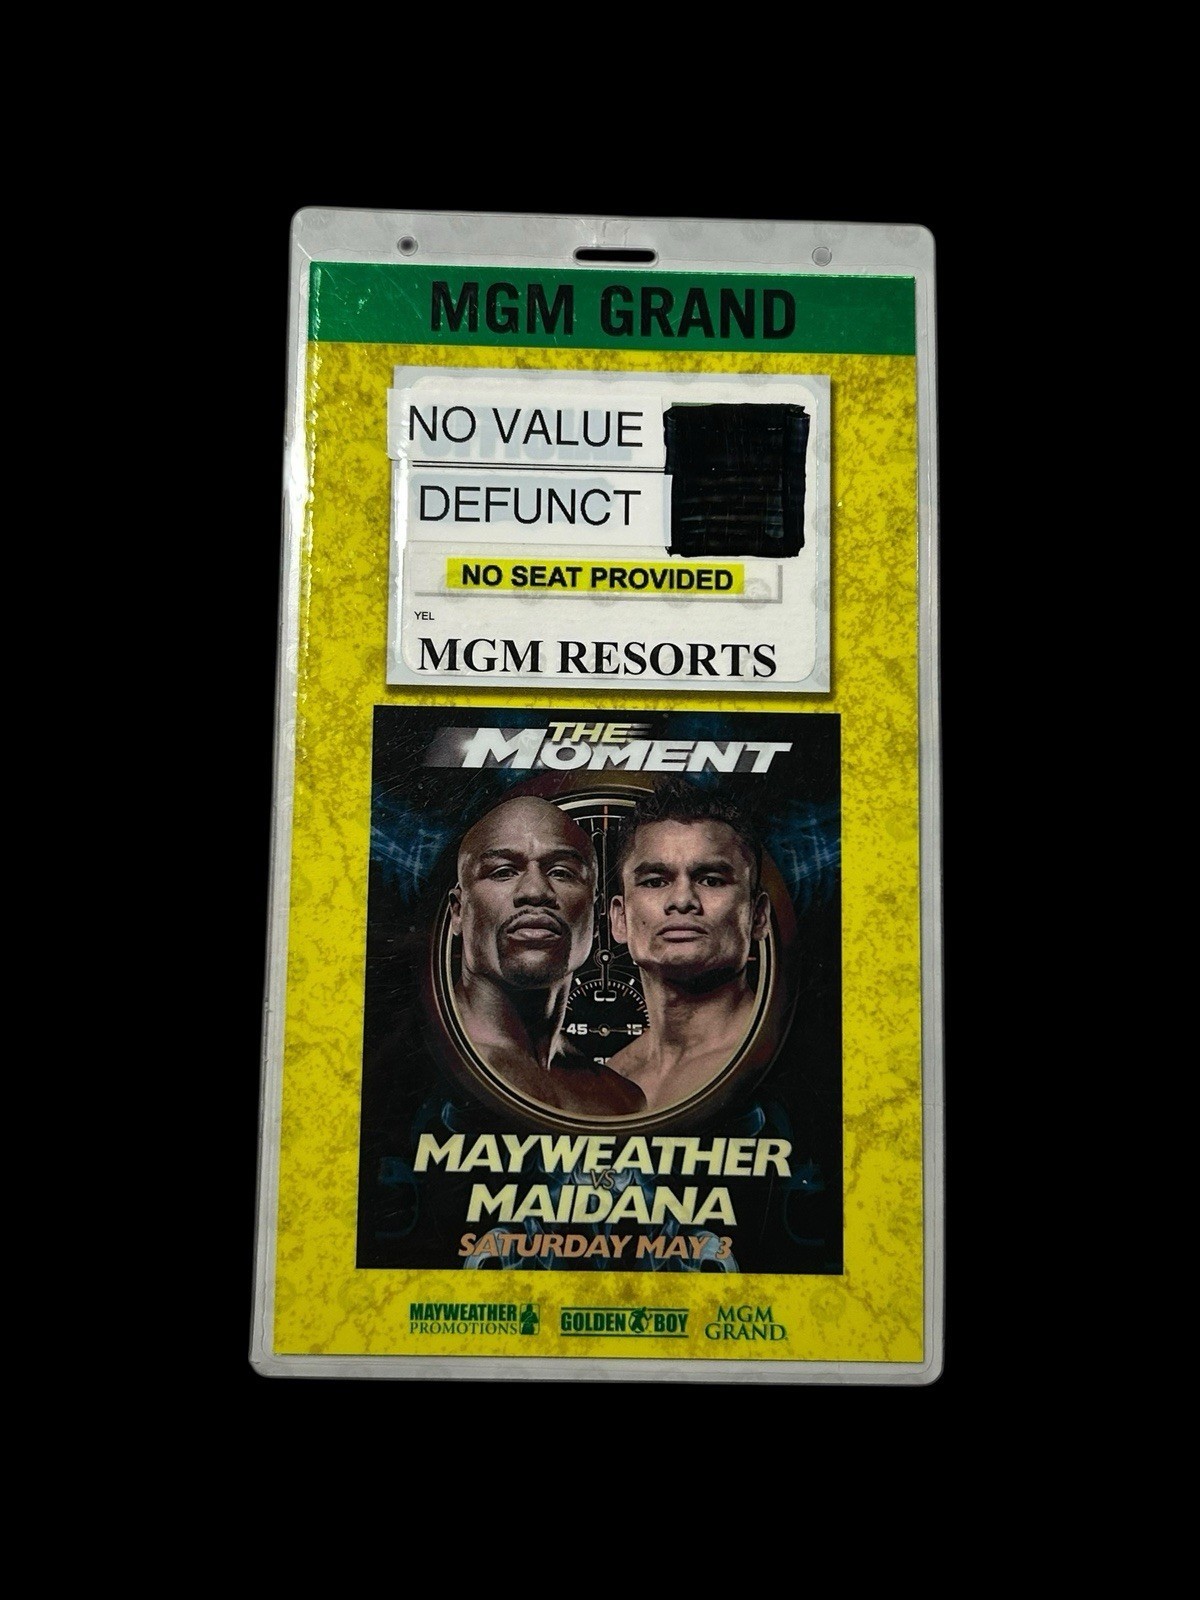 MGM GRAND
NO VALUE
DEFUNCT
NO SEAT PROVIDED
YEL
MGM RESORTS
THE
MOMENT
45 15
MAYWEATHER
VS
MAIDANA
SATURDAY MAY 3
MAYWEATHER
PROMOTIONS
GOLDEN BOY
MGM
GRAND